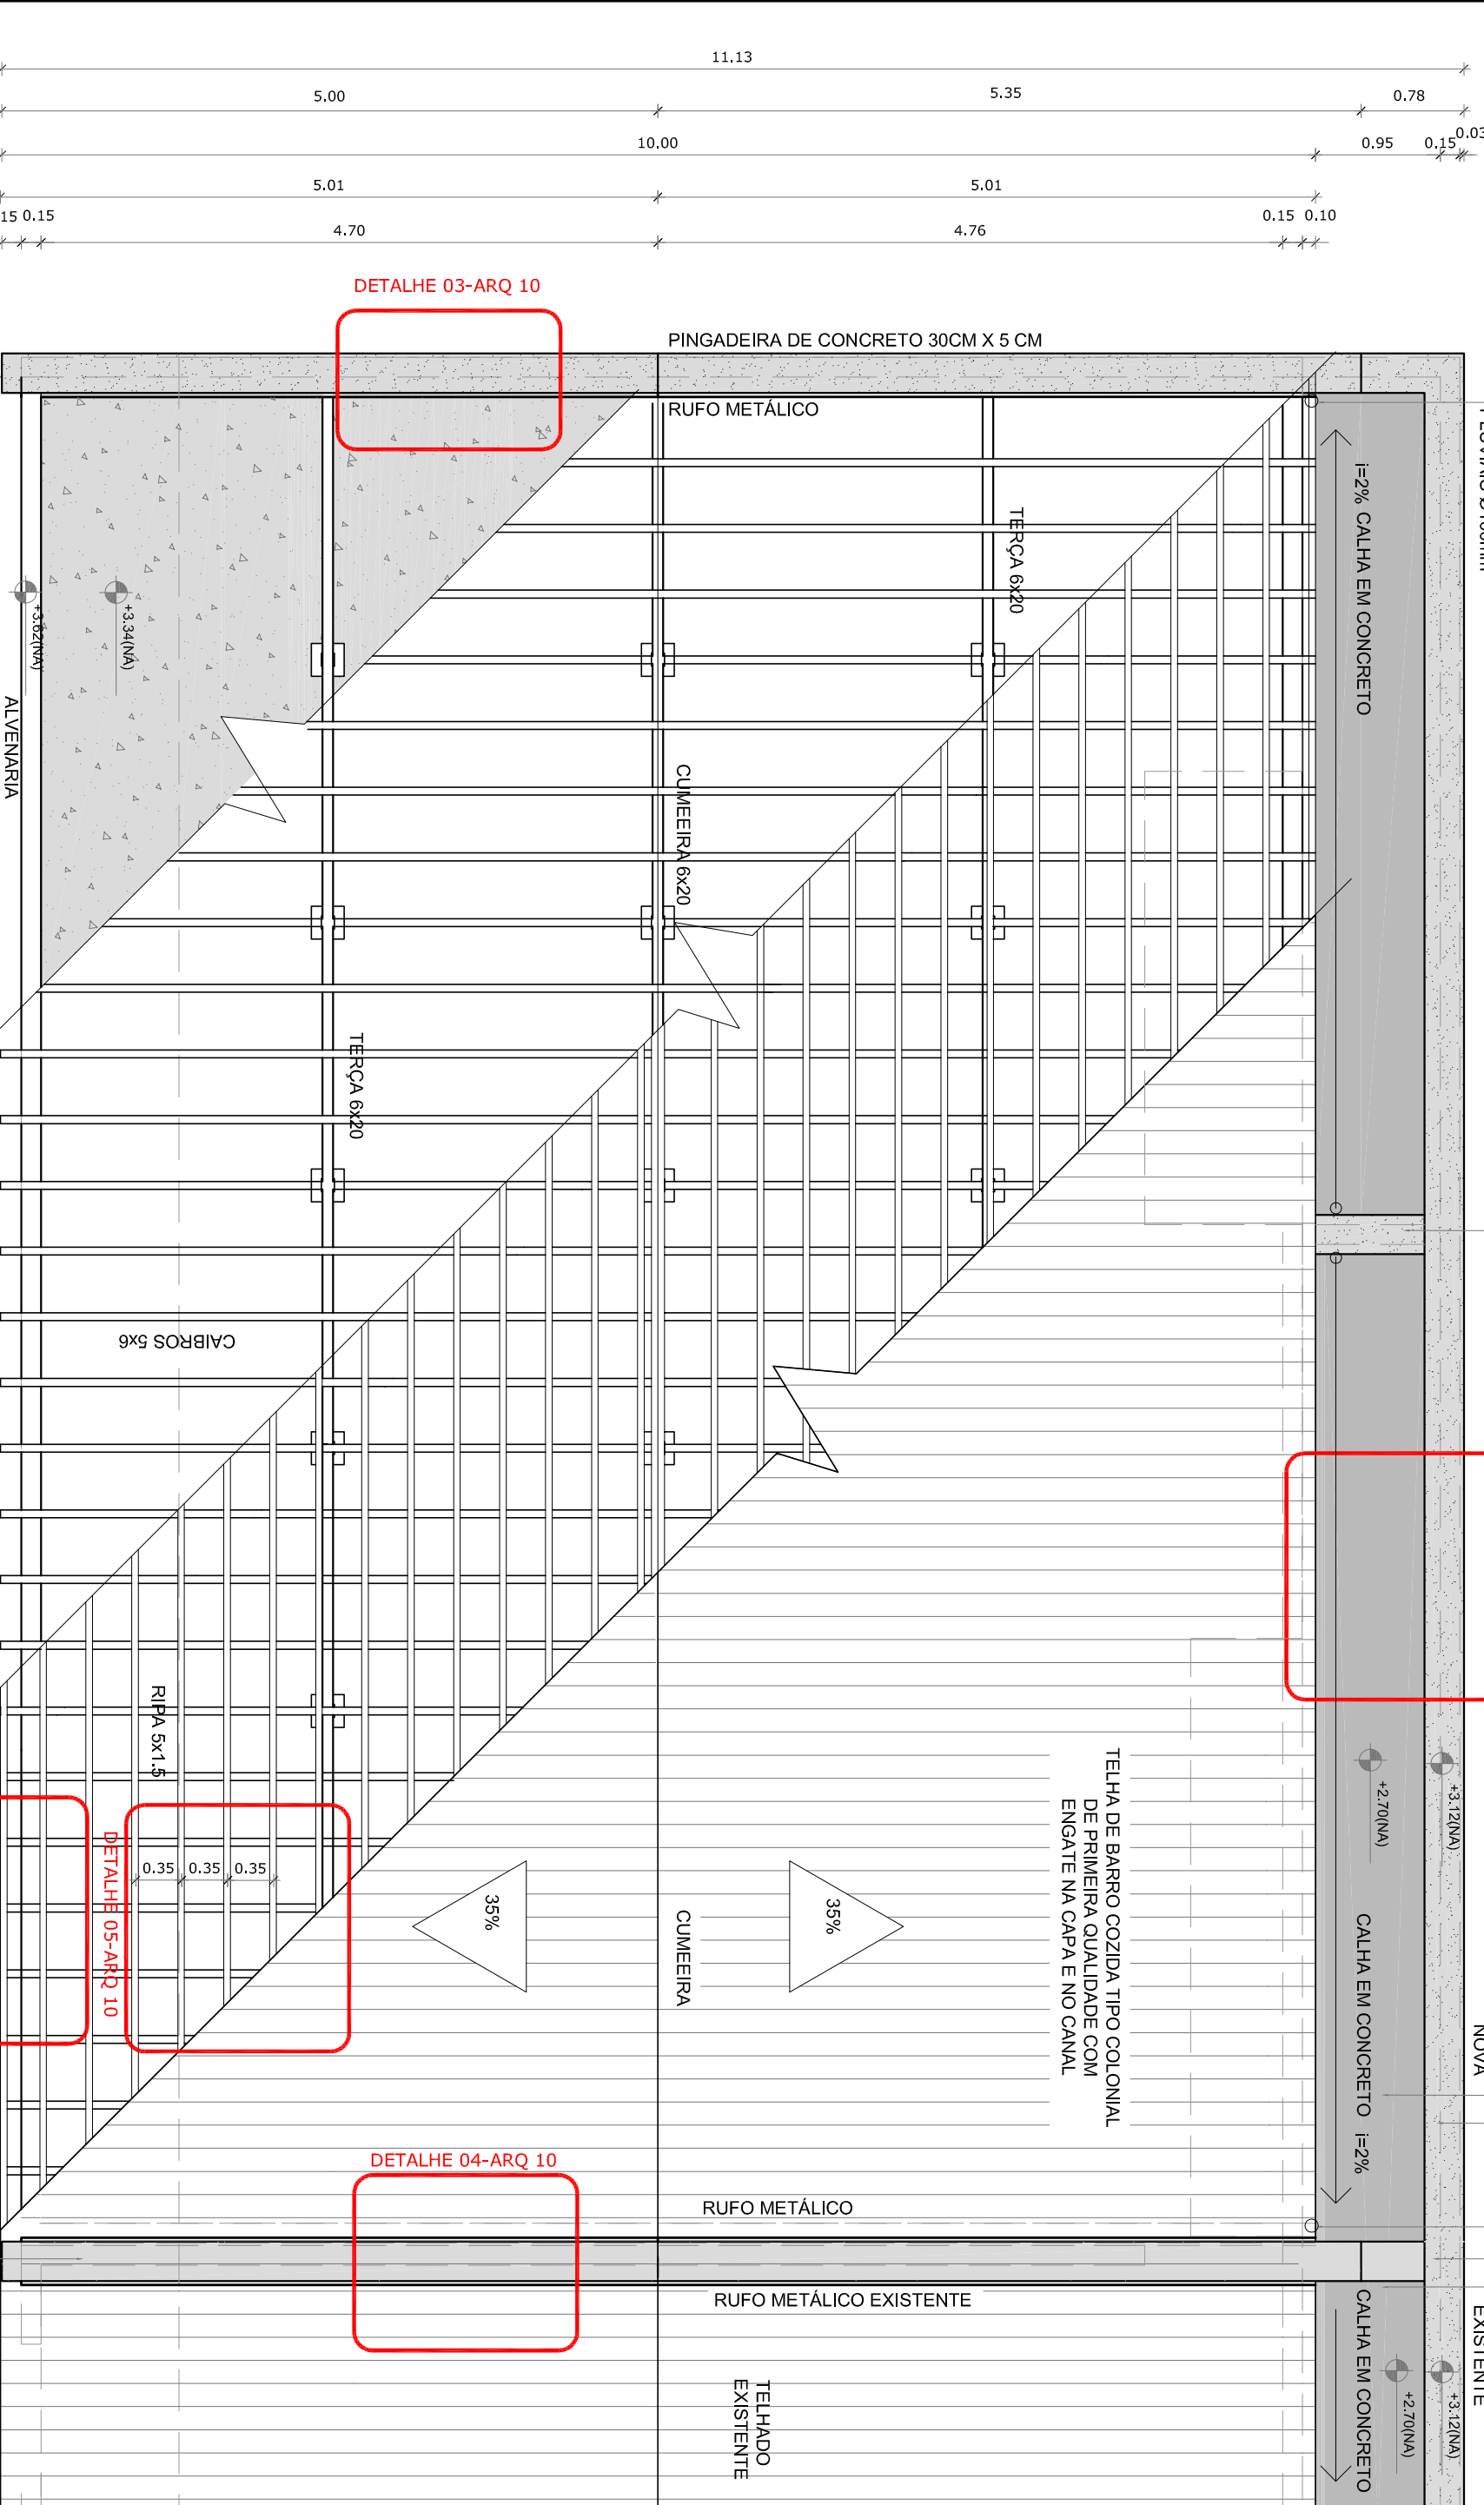 11.13
5.00
5.35
0.78
10.00
0.95
0.15
0.03
5.01
5.01
15
0.15
4.70
4.76
0.15
0.10
DETALHE 03-ARQ 10
PINGADEIRA DE CONCRETO 30CM X 5 CM
RUFO METÁLICO
i=2%
CALHA EM CONCRETO
TERÇA 6x20
+3.62(NA)
+3.34(NA)
ALVENARIA
CUMEEIRA 6x20
TERÇA 6x20
CAIBROS 5x6
RIPA 5x1.5
TELHA DE BARRO COZIDA TIPO COLONIAL
DE PRIMEIRA QUALIDADE COM
ENGATE NA CAPA E NO CANAL
+2.70(NA)
+3.12(NA)
DETALHE 05-ARQ 10
0.35
0.35
0.35
35%
35%
CUMEEIRA
CALHA EM CONCRETO
i=2%
NOVA
DETALHE 04-ARQ 10
RUFO METÁLICO
RUFO METÁLICO EXISTENTE
CALHA EM CONCRETO
EXISTENTE
+2.70(NA)
+3.12(NA)
TELHADO
EXISTENTE